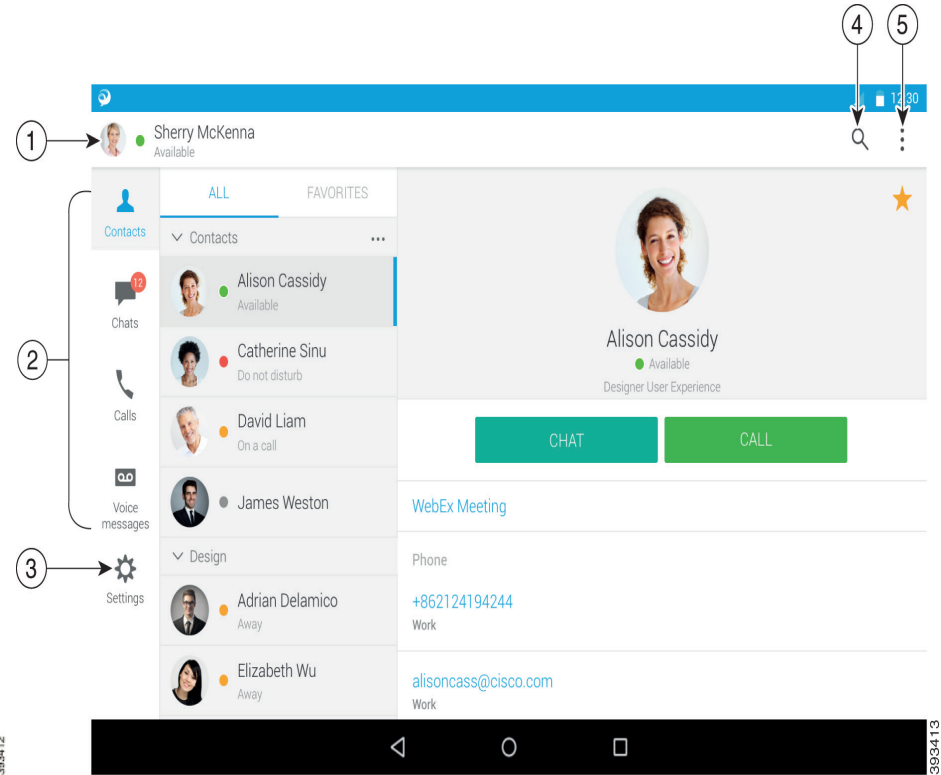 4 5
12:30
1
Sherry McKenna
Available
ALL FAVORITES
Contacts
Contacts ...
Alison Cassidy
Available
12
Chats
Catherine Sinu
Do not disturb
2
Calls
David Liam
On a call
Voice
messages
James Weston
3
Settings
Design
Adrian Delamico
Away
Elizabeth Wu
Away
Alison Cassidy
Available
Designer User Experience
CHAT CALL
WebEx Meeting
Phone
+862124194244
Work
alisoncass@cisco.com
Work
393412
393413